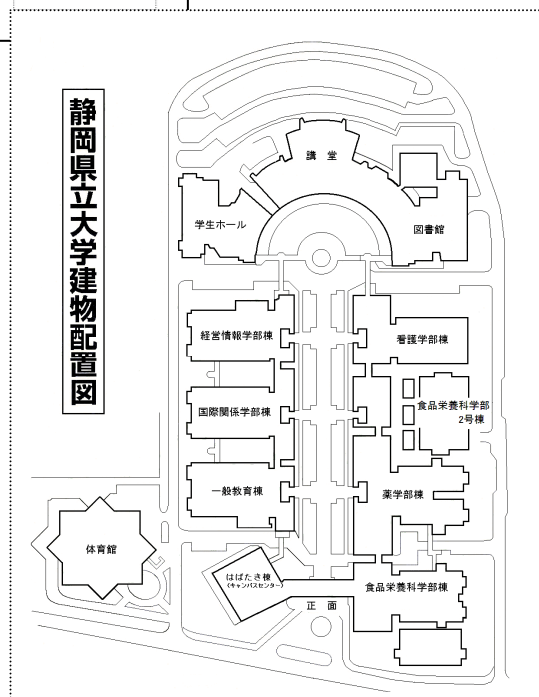 静岡県立大学建物配置図
講堂
学生ホール
図書館
経営情報学部棟
看護学部棟
食品栄養科学部
2号棟
国際関係学部棟
一般教育棟
薬学部棟
体育館
はばたき棟
(キャンパスセンター)
食品栄養科学部棟
正面